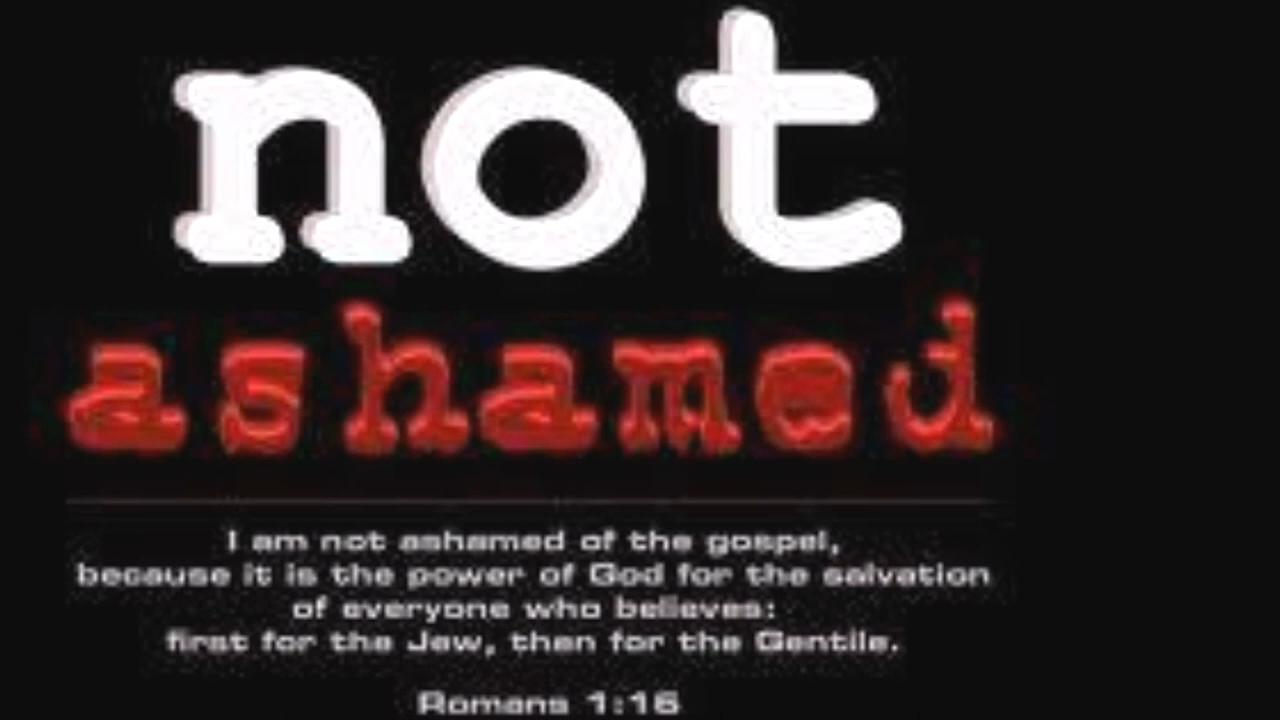 not
ashamed
I am not ashamed of the gospel,
because it is the power of God for the salvation
of everyone who believes:
first for the Jew, then for the Gentile.
Romans 1:16